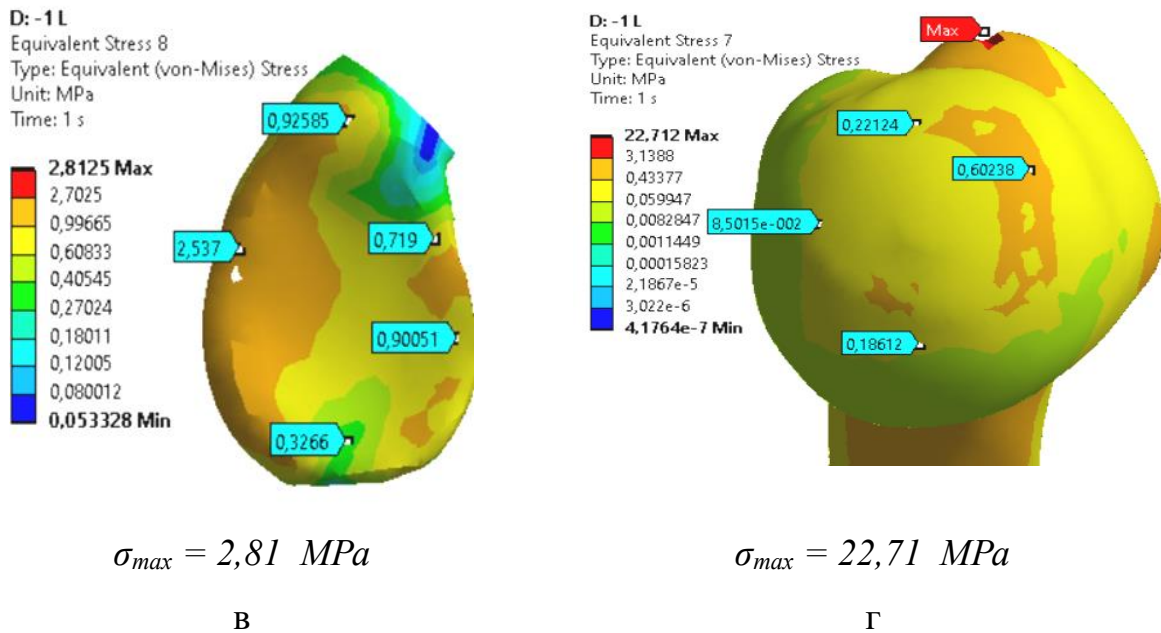 D: -1 L
Equivalent Stress 8
Type: Equivalent (von-Mises) Stress
Unit: MPa
Time: 1 s
2.8125 Max
2,7025
0,99665
0,60833
0,40545
0,27024
0,18011
0,12005
0,080012
0,053328 Min
0,92585
2,537
0,719
0,90051
0,3266
σmax = 2,81 MPa
в
D: -1 L
Equivalent Stress 7
Type: Equivalent (von-Mises) Stress
Unit: MPa
Time: 1 s
22,712 Max
3,1388
0,43377
0,059947
0,0082847
0,0011449
0,00015823
2,1867e-5
3,022e-6
4,1764e-7 Min
Max
0,22124
0,60238
8,5015e-002
0,18612
σmax = 22,71 MPa
г